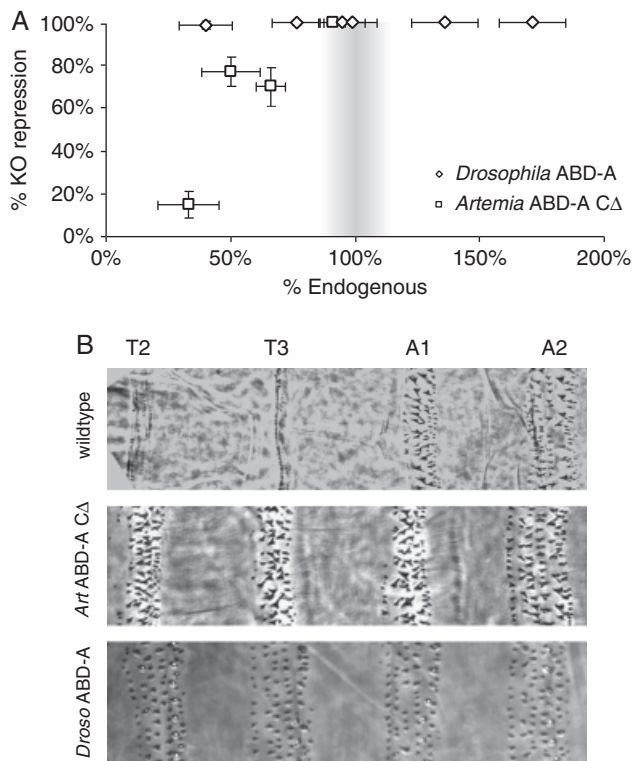 A
% KO repression
100%
80%
60%
40%
20%
0%
Drosophila ABD-A
Artemia ABD-A CΔ
0% 50% 100% 150% 200%
% Endogenous
B
T2 T3 A1 A2
wildtype
Art ABD-A CΔ
Droso ABD-A